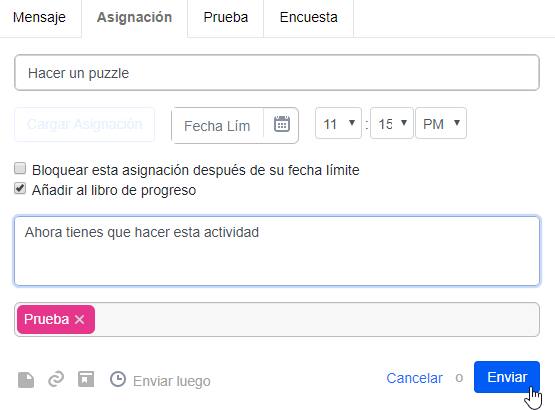 Mensaje Asignación Prueba Encuesta
Hacer un puzzle
Cargar Asignación Fecha Lím 11 : 15 PM
Bloquear esta asignación después de su fecha límite
Añadir al libro de progreso
Ahora tienes que hacer esta actividad
Prueba ×
Enviar luego Cancelar o Enviar